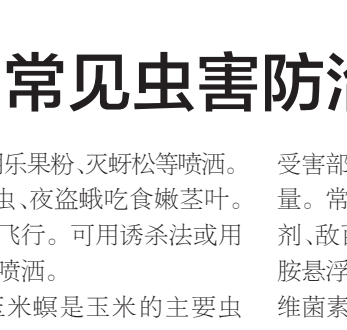 常见虫害防治
乐果粉、灭蚜松等喷洒。
虫、夜盗蛾吃食嫩茎叶。
飞行。可用诱杀法或用
喷洒。
玉米螟是玉米的主要虫
受害部
量。常
剂、敌百
胺悬浮
维菌素